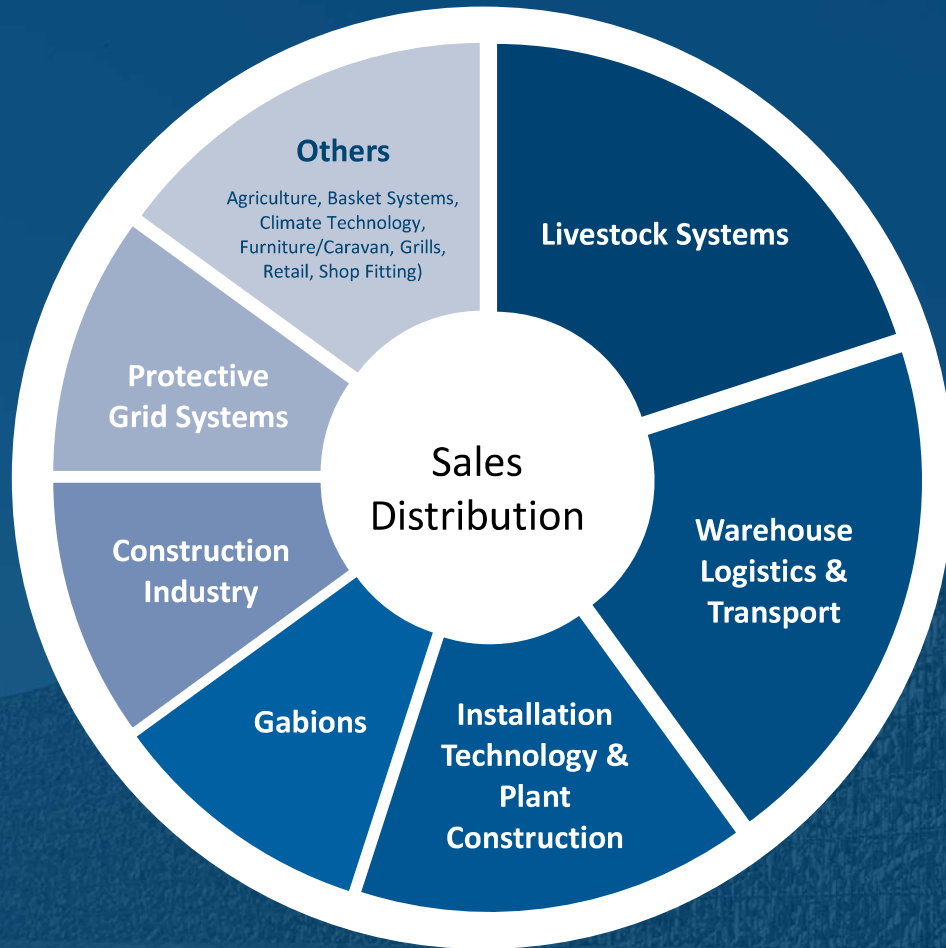 Others
Agriculture, Basket Systems,
Climate Technology,
Furniture/Caravan, Grills,
Retail, Shop Fitting)
Livestock Systems
Protective
Grid Systems
Sales
Distribution
Warehouse
Logistics &
Transport
Construction
Industry
Gabions
Installation
Technology &
Plant
Construction